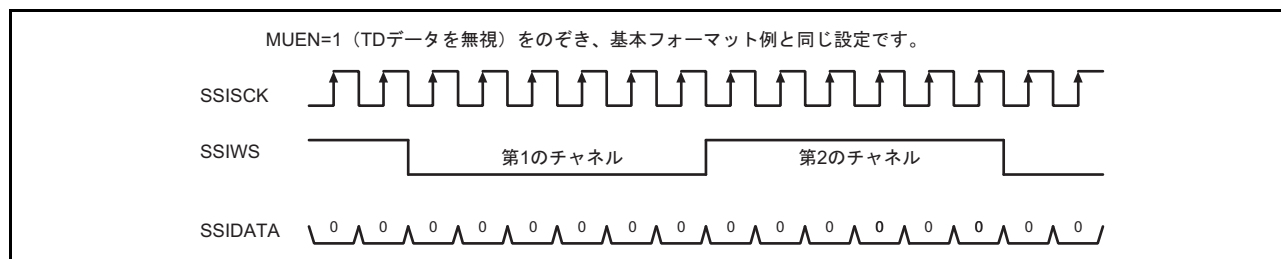 MUEN=1（TDデータを無視）をのぞき、基本フォーマット例と同じ設定です。
SSISCK
SSIWS 第1のチャネル 第2のチャネル
SSIDATA 0 0 0 0 0 0 0 0 0 0 0 0 0 0 0 0